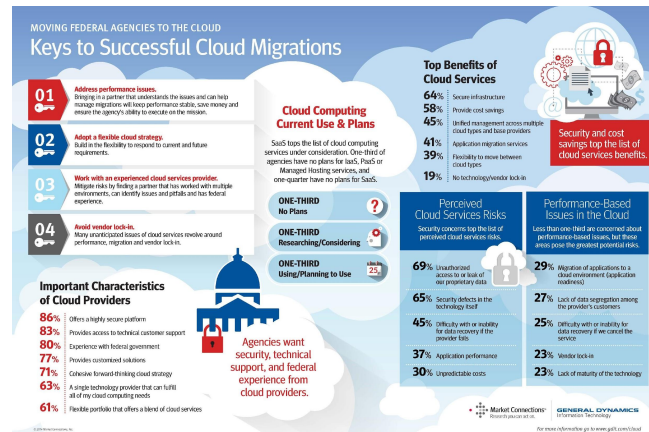 MOVING FEDERAL AGENCIES TO THE CLOUD
Keys to Successful Cloud Migrations
01
Address performance issues.
Bringing in a partner that understands the issues and can help
manage migrations will keep performance stable, save money and
ensure the agency's ability to execute on the mission.
02
Adopt a flexible cloud strategy.
Build in the flexibility to respond to current and future
requirements.
03
Work with an experienced cloud services provider.
Mitigate risks by finding a partner that has worked with multiple
environments, can identify issues and pitfalls and has federal
experience.
04
Avoid vendor lock-in.
Many unanticipated issues of cloud services revolve around
performance, migration and vendor lock-in.
Important Characteristics
of Cloud Providers
86% Offers a highly secure platform
83% Provides access to technical customer support
80% Experience with federal government
77% Provides customized solutions
71% Cohesive forward-thinking cloud strategy
63% A single technology provider that can fulfill
all of my cloud computing needs
61% Flexible portfolio that offers a blend of cloud services
Cloud Computing
Current Use & Plans
SaaS tops the list of cloud computing
services under consideration. One-third of
agencies have no plans for IaaS, PaaS or
Managed Hosting services, and
one-quarter have no plans for SaaS.
ONE-THIRD
No Plans
?
ONE-THIRD
Researching/Considering
ONE-THIRD
Using/Planning to Use
25
Agencies want
security, technical
support, and federal
experience from
cloud providers.
Top Benefits of
Cloud Services
64% Secure infrastructure
58% Provide cost savings
45% Unified management across multiple
cloud types and base providers
41% Application migration services
39% Flexibility to move between
cloud types
19% No technology/vendor lock-in
Security and cost
savings top the list of
cloud services benefits.
Perceived
Cloud Services Risks
Security concerns top the list of
perceived cloud services risks.
69% Unauthorized
access to or leak of
our proprietary data
65% Security defects in the
technology itself
45% Difficulty with or inability
for data recovery if the
provider fails
37% Application performance
30% Unpredictable costs
Performance-Based
Issues in the Cloud
Less than one-third are concerned about
performance-based issues, but these
areas pose the greatest potential risks.
29% Migration of applications to a
cloud environment (application
readiness)
27% Lack of data segregation among
the provider's customers
25% Difficulty with or inability for
data recovery if we cancel the
service
23% Vendor lock-in
23% Lack of maturity of the technology
Market Connections
Research you can act on.
GENERAL DYNAMICS
Information Technology
For more information go to www.gdit.com/cloud